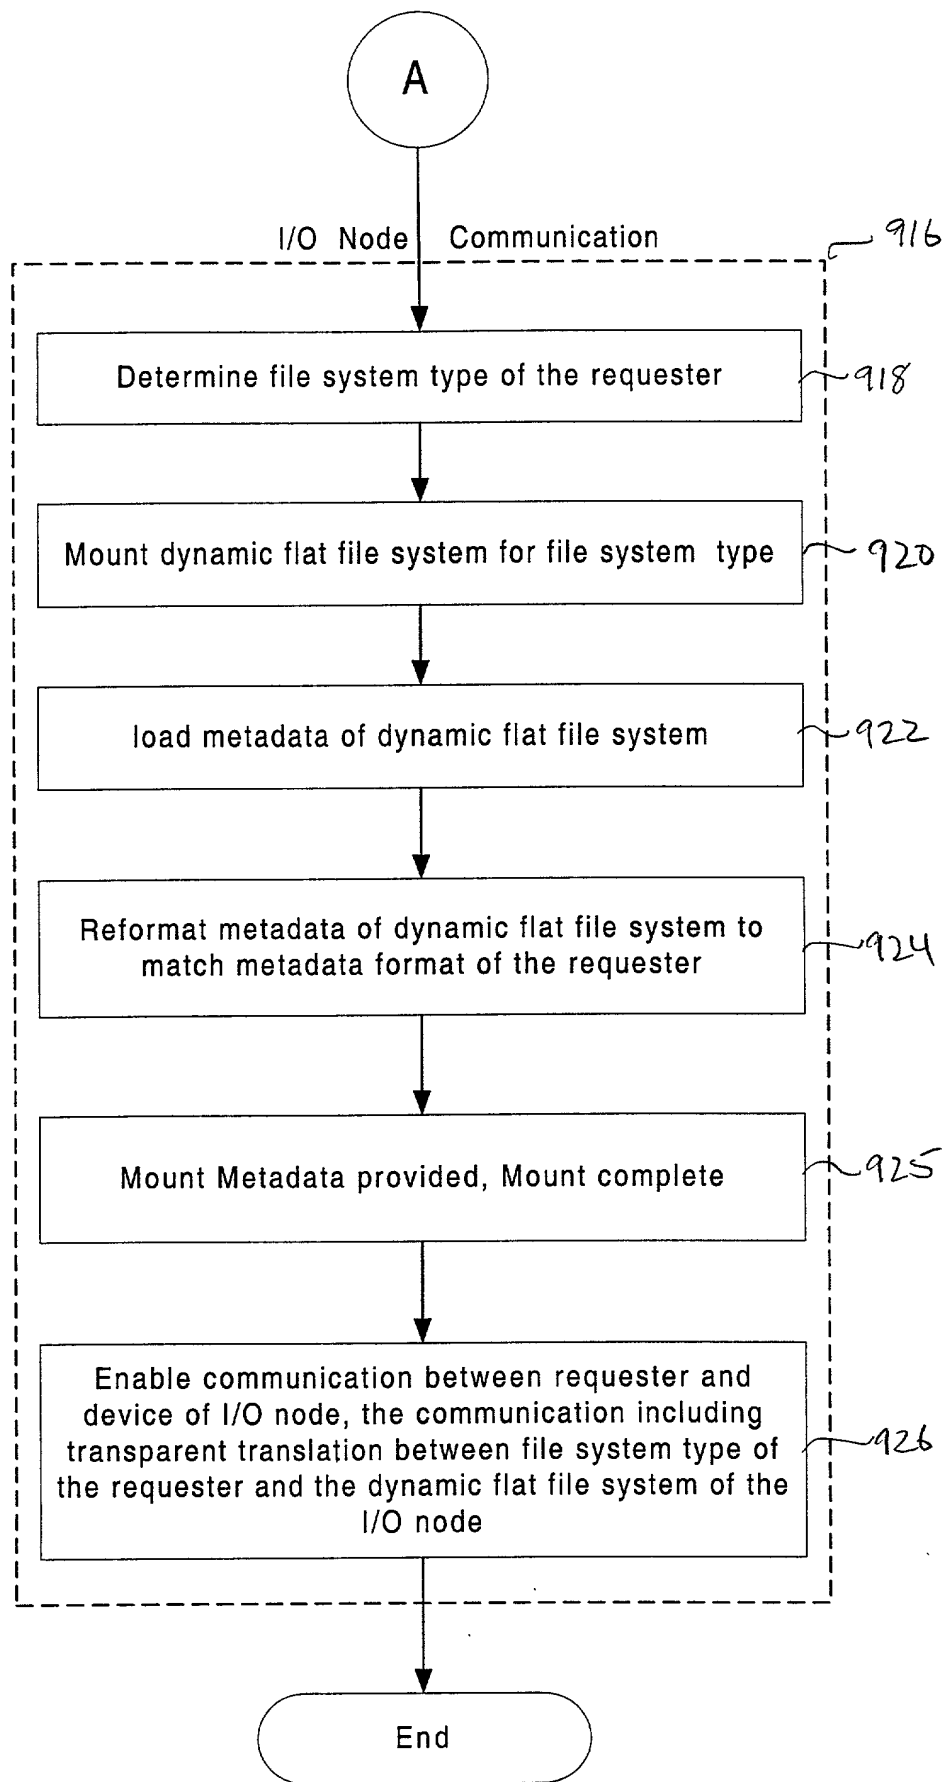 A
I/O Node Communication
916
Determine file system type of the requester
918
Mount dynamic flat file system for file system type
920
load metadata of dynamic flat file system
922
Reformat metadata of dynamic flat file system to
match metadata format of the requester
924
Mount Metadata provided, Mount complete
925
Enable communication between requester and
device of I/O node, the communication including
transparent translation between file system type of
the requester and the dynamic flat file system of the
I/O node
926
End